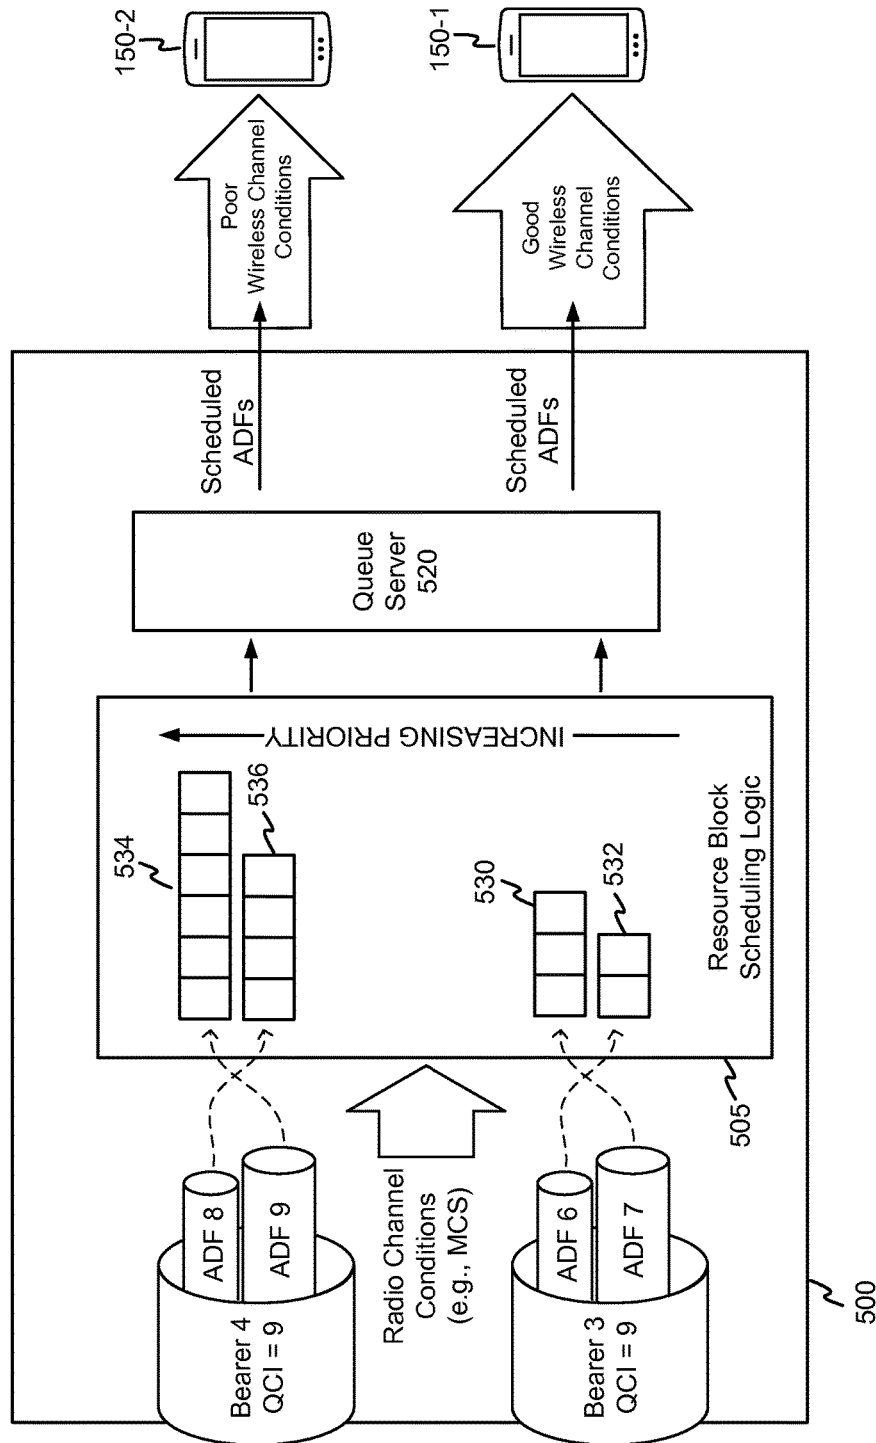 150-2
150-1
Poor
Wireless Channel
Conditions
Good
Wireless
Channel
Conditions
Scheduled
ADFs
Scheduled
ADFs
Queue
Server
520
INCREASING PRIORITY
534
536
530
532
Resource Block
Scheduling Logic
505
Radio Channel
Conditions
(e.g., MCS)
ADF 8
ADF 9
Bearer 4
QCI = 9
ADF 6
ADF 7
Bearer 3
QCI = 9
500